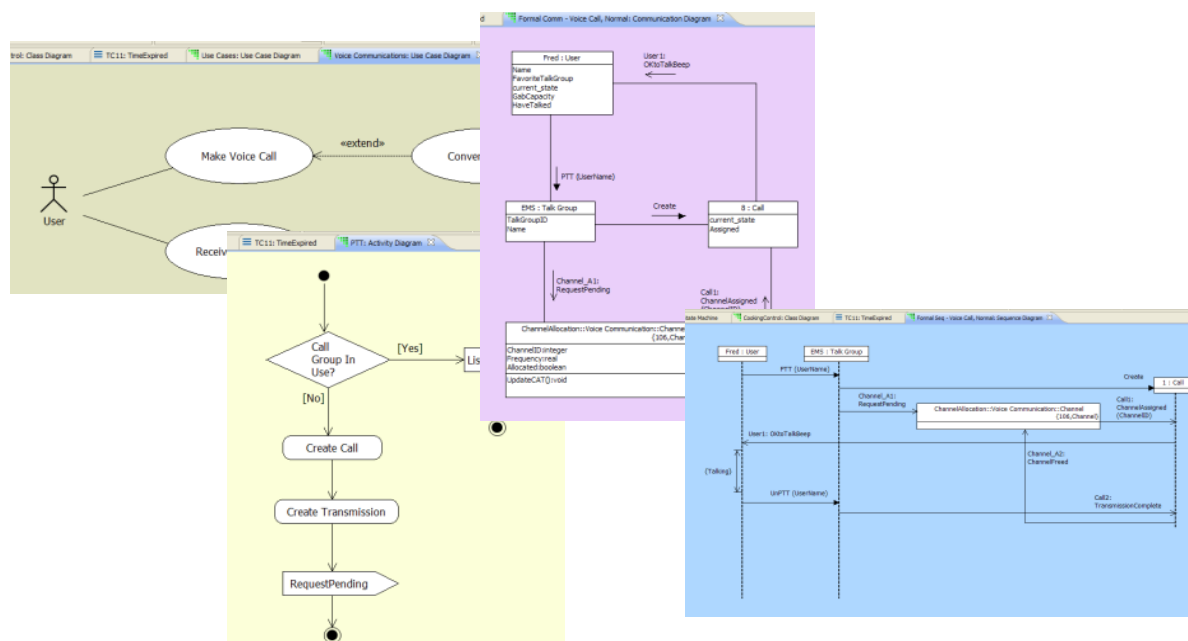 rol: Class Diagram
TC11: TimeExpired
Use Cases: Use Case Diagram
Voice Communications: Use Case Diagram
Make Voice Call
«extend»
Conver
User
Receiv
d
Formal Comm - Voice Call, Normal: Communication Diagram
Fred : User
Name
FavoriteTalkGroup
current_state
GabCapacity
HaveTalked
User1:
OKtoTalkBeep
PTT (UserName)
EMS : Talk Group
TalkGroupID
Name
Create
8 : Call
current_state
Assigned
Channel_A1:
RequestPending
Call1:
ChannelAssigned
(ChannelID)
ChannelAllocation::Voice Communication::Channe
(106,Chan
ChannelID:integer
Frequency:real
Allocated:boolean
UpdateCAT():void
TC11: TimeExpired
PTT: Activity Diagram
Call
Group In
Use?
[Yes]
Lis
[No]
Create Call
Create Transmission
RequestPending
ate Machine
CookingControl: Class Diagram
TC11: TimeExpired
Formal Seq - Voice Call, Normal: Sequence Diagram
Fred : User
EMS : Talk Group
PTT (UserName)
Create
1 : Call
Channel_A1:
RequestPending
ChannelAllocation::Voice Communication::Channel
(106,Channel)
Call1:
ChannelAssigned
(ChannelID)
User1: OKtoTalkBeep
Channel_A2:
ChannelFreed
{Talking}
UnPTT (UserName)
Call2:
TransmissionComplete